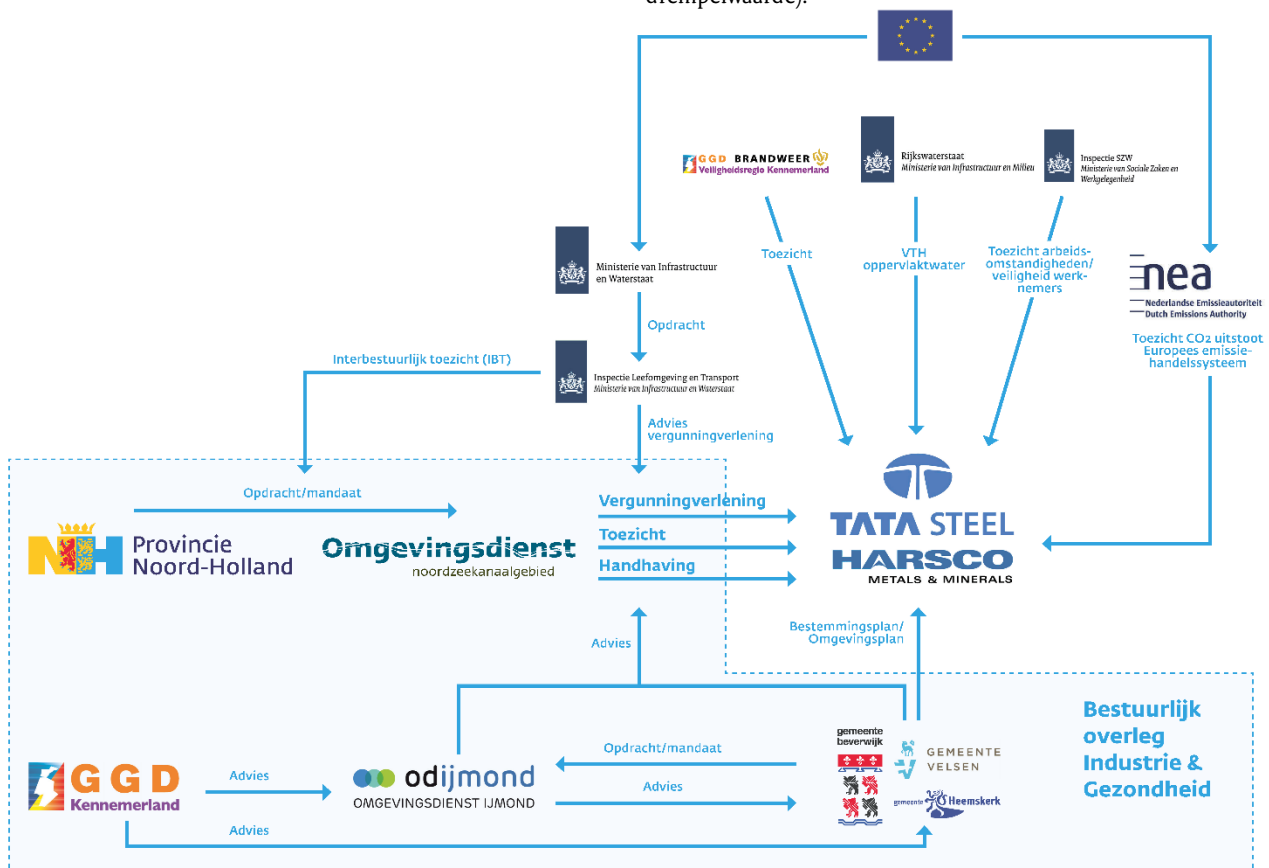 drempelwaarde).
GGD BRANDWEER
Veiligheidsregio Kennemerland
Rijkswaterstaat
Ministerie van Infrastructuur en Milieu
Inspectie SZW
Ministerie van Sociale Zaken en
Werkgelegenheid
Toezicht
VTH
oppervlaktwater
Toezicht arbeids-
omstandigheden/
veiligheid werk-
nemers
Ministerie van Infrastructuur
en Waterstaat
nea
Nederlandse Emissieautoriteit
Dutch Emissions Authority
Opdracht
Toezicht CO2 uitstoot
Europees emissie-
handelssysteem
Interbestuurlijk toezicht (IBT)
Inspectie Leefomgeving en Transport
Ministerie van Infrastructuur en Waterstaat
Advies
vergunningverlening
Opdracht/mandaat
NH Provincie
Noord-Holland
Omgevingsdienst
noordzeekanaalgebied
Vergunningverlening
Toezicht
Handhaving
TATA STEEL
HARSCO
METALS & MINERALS
Bestemmingsplan/
Omgevingsplan
Advies
Bestuurlijk
overleg
Industrie &
Gezondheid
GGD
Kennemerland
Advies
odijmond
OMGEVINGSDIENST IJMOND
Opdracht/mandaat
Advies
gemeente
beverwijk
GEMEENTE
VELSEN
gemeente Heemskerk
Advies